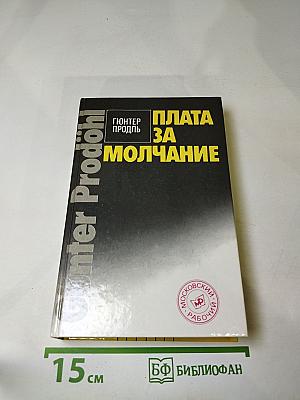 Günter Prodöhl
ГЮНТЕР
ПРОДЛЬ
ПЛАТА
ЗА
МОЛЧАНИЕ
МОСКОВСКИЙ
РАБОЧИЙ
15 см
БФ БИБЛИОФАН